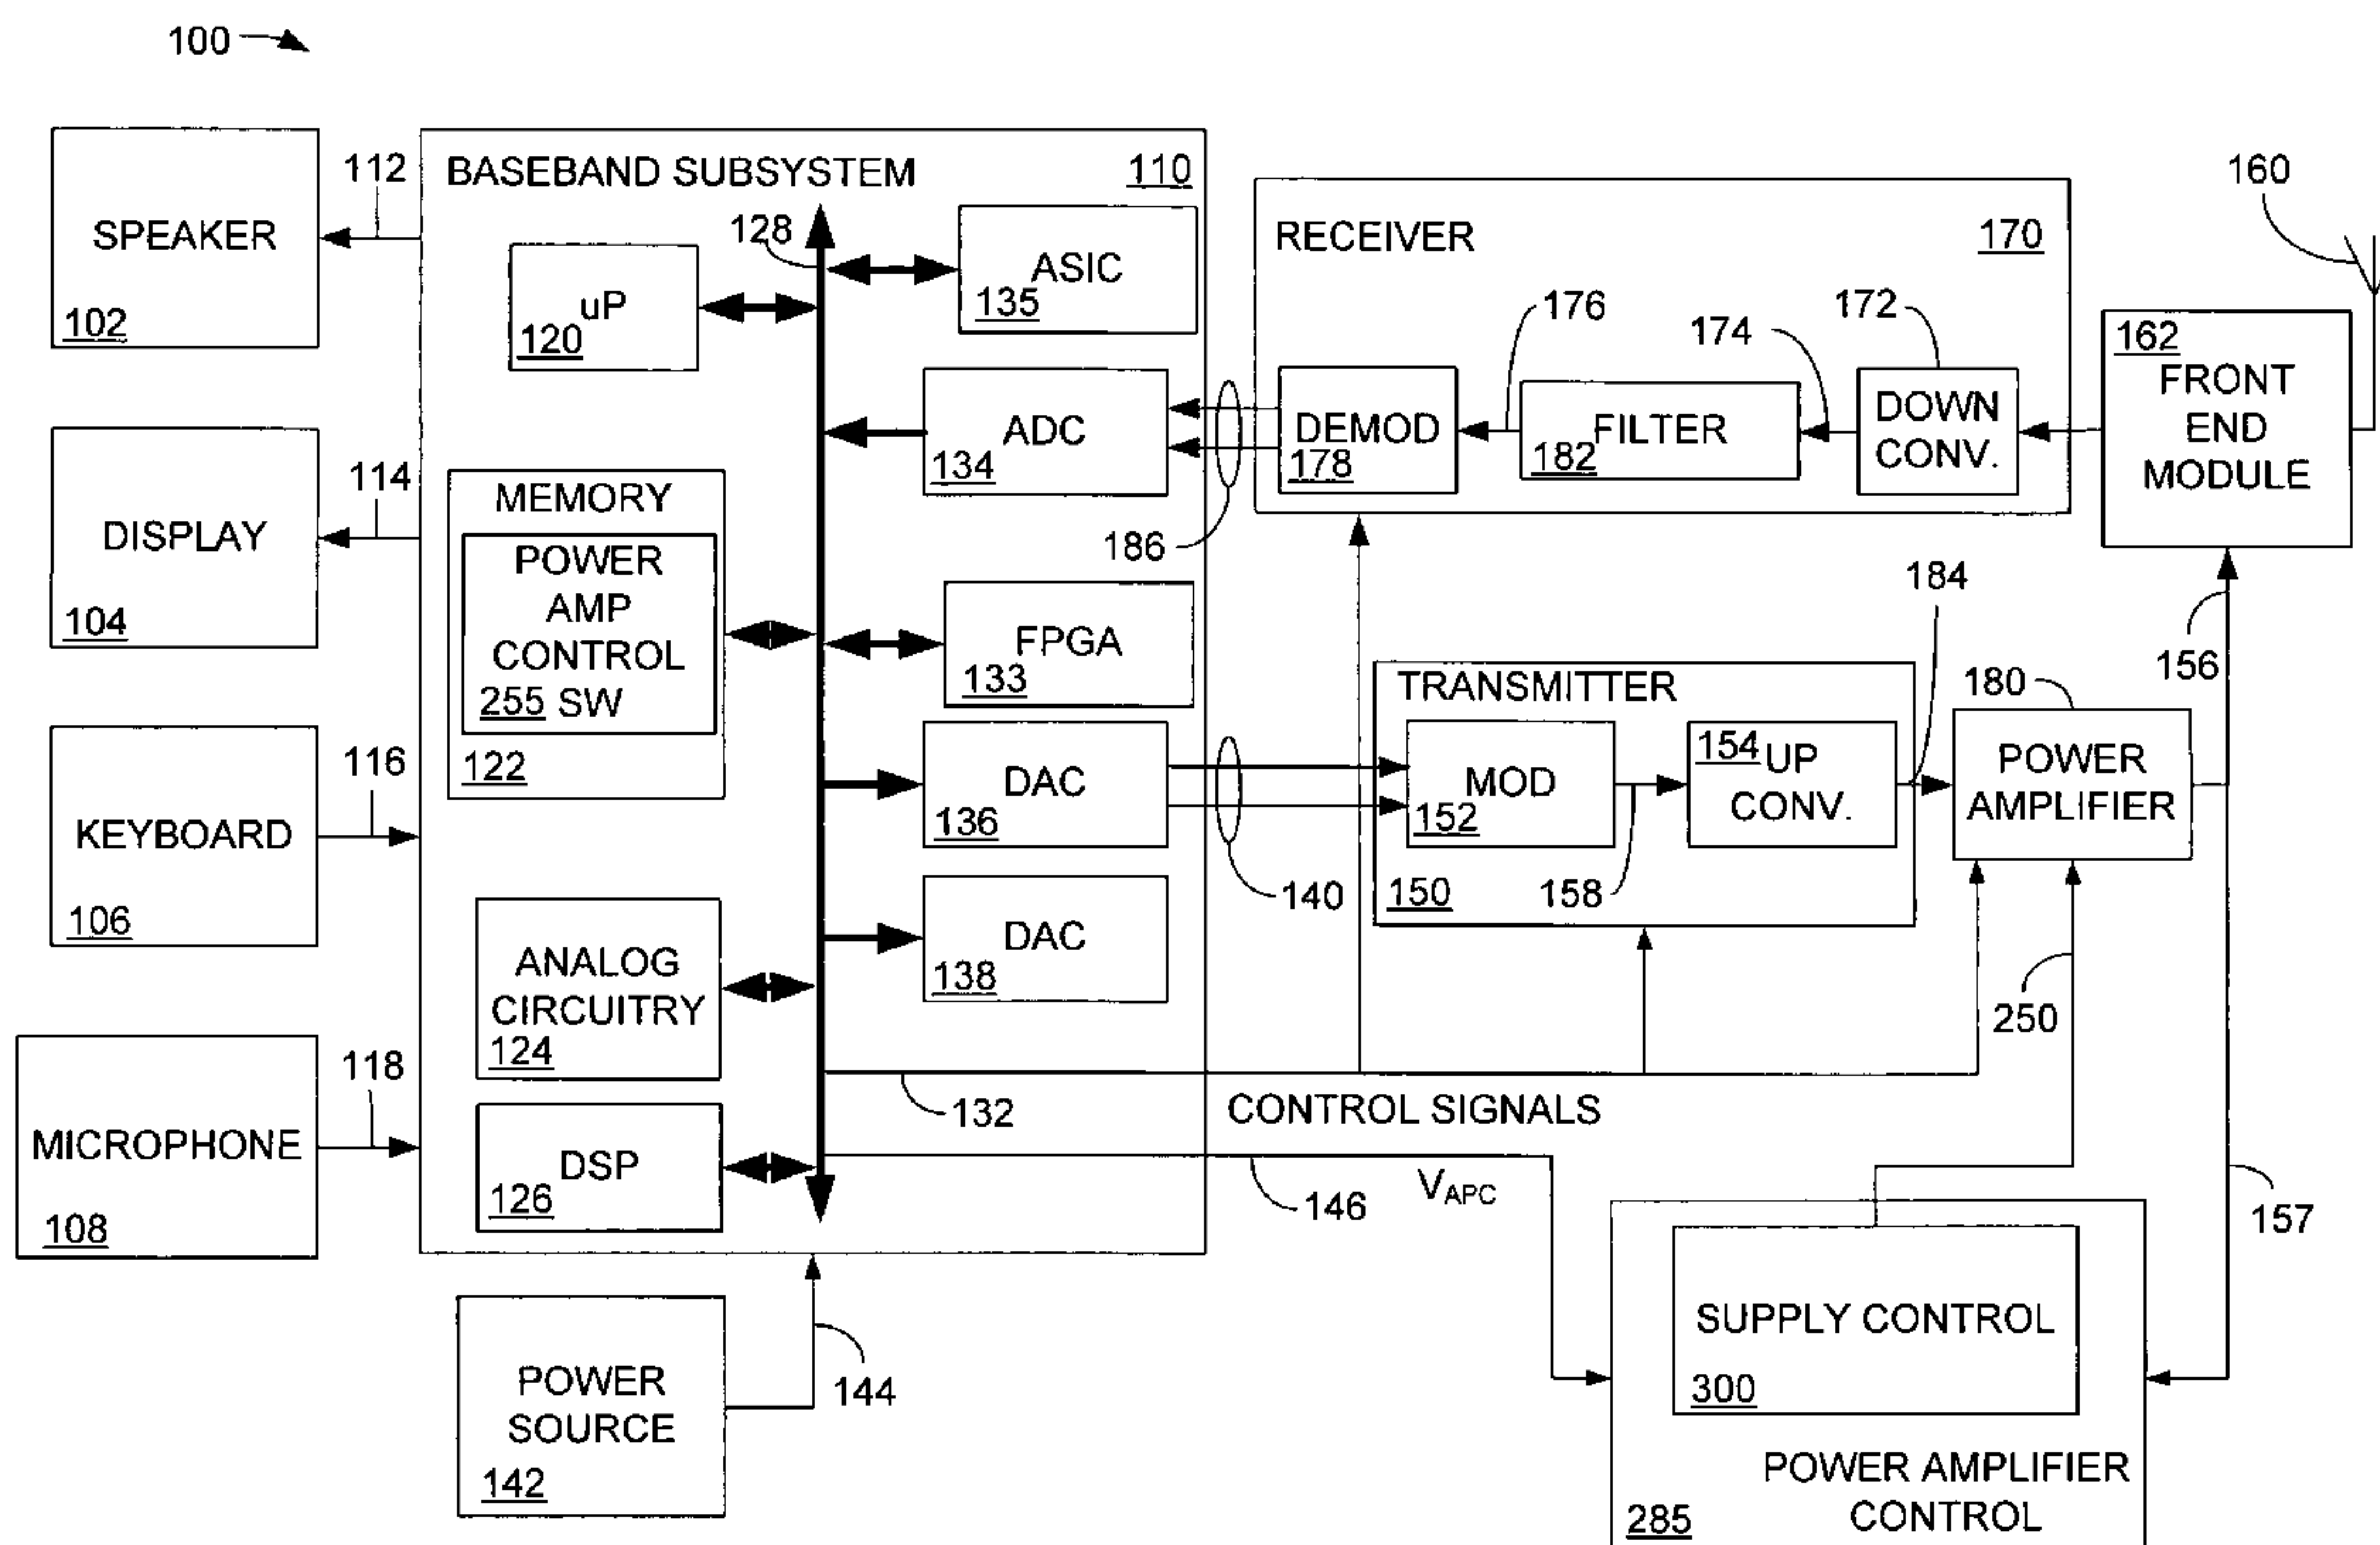 100
SPEAKER
102
112
DISPLAY
104
114
KEYBOARD
106
116
MICROPHONE
108
118
BASEBAND SUBSYSTEM
110
128
uP
120
ASIC
135
ADC
134
MEMORY
POWER
AMP
CONTROL
255 SW
122
FPGA
133
DAC
136
DAC
138
ANALOG
CIRCUITRY
124
DSP
126
132
POWER
SOURCE
142
144
186
140
RECEIVER
170
DEMOD
178
176
FILTER
182
174
172
DOWN
CONV.
160
162
FRONT
END
MODULE
TRANSMITTER
MOD
152
158
154
UP
CONV.
150
184
180
POWER
AMPLIFIER
156
250
157
CONTROL SIGNALS
146
VAPC
SUPPLY CONTROL
300
POWER AMPLIFIER
CONTROL
285